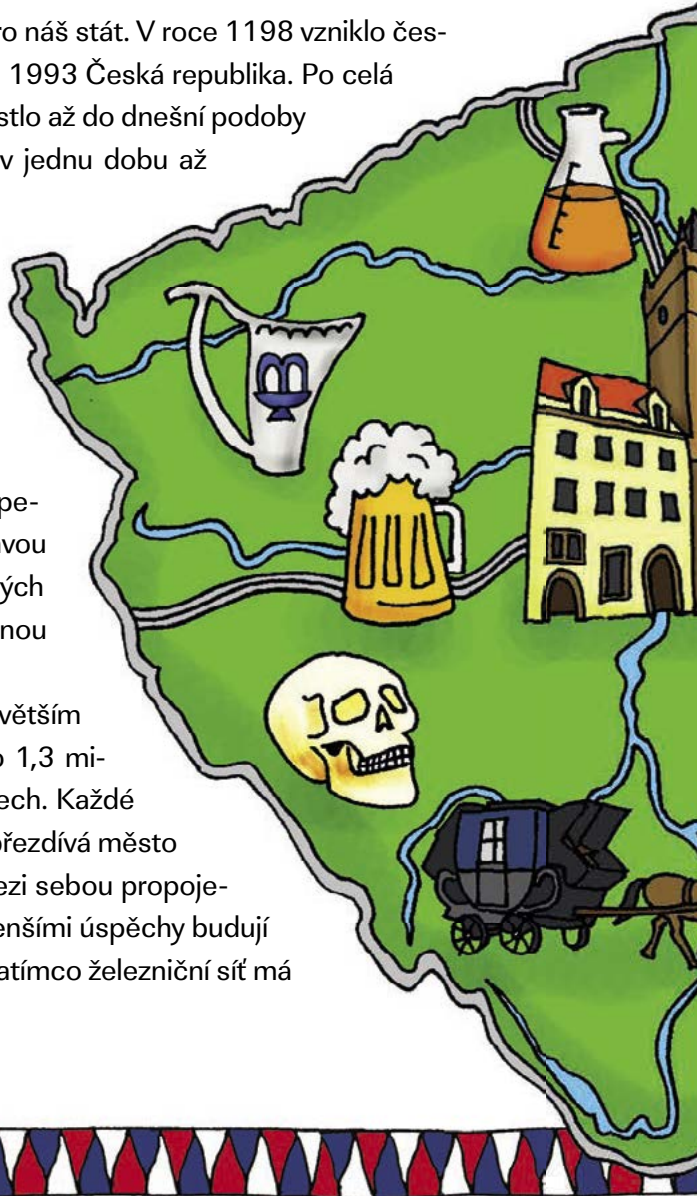 ro náš stát. V roce 1198 vzniklo čes-
1993 Česká republika. Po celá
stlo až do dnešní podoby
v jednu dobu až
pe-
vou
ých
nou
větším
1,3 mi-
ech. Každé
přezdívá město
ezi sebou propoje-
enšími úspěchy budují
atímco železniční síť má